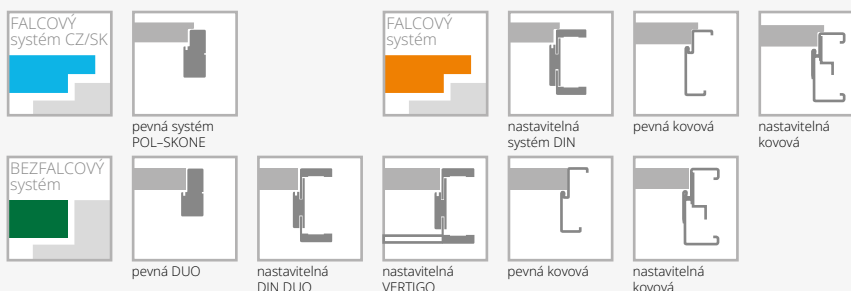 FALCOVÝ
systém CZ/SK
pevná systém
POL–SKONE
FALCOVÝ
systém
nastavitelná
systém DIN
pevná kovová
nastavitelná
kovová
BEZFALCOVÝ
systém
pevná DUO
nastavitelná
DIN DUO
nastavitelná
VERTIGO
pevná kovová
nastavitelná
kovová